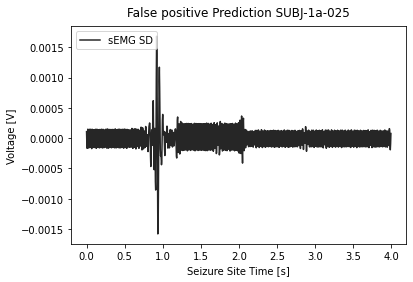 False positive Prediction SUBJ-1a-025
sEMG SD
Voltage [V]
0.0015
0.0010
0.0005
0.0000
−0.0005
−0.0010
−0.0015
0.0 0.5 1.0 1.5 2.0 2.5 3.0 3.5 4.0
Seizure Site Time [s]